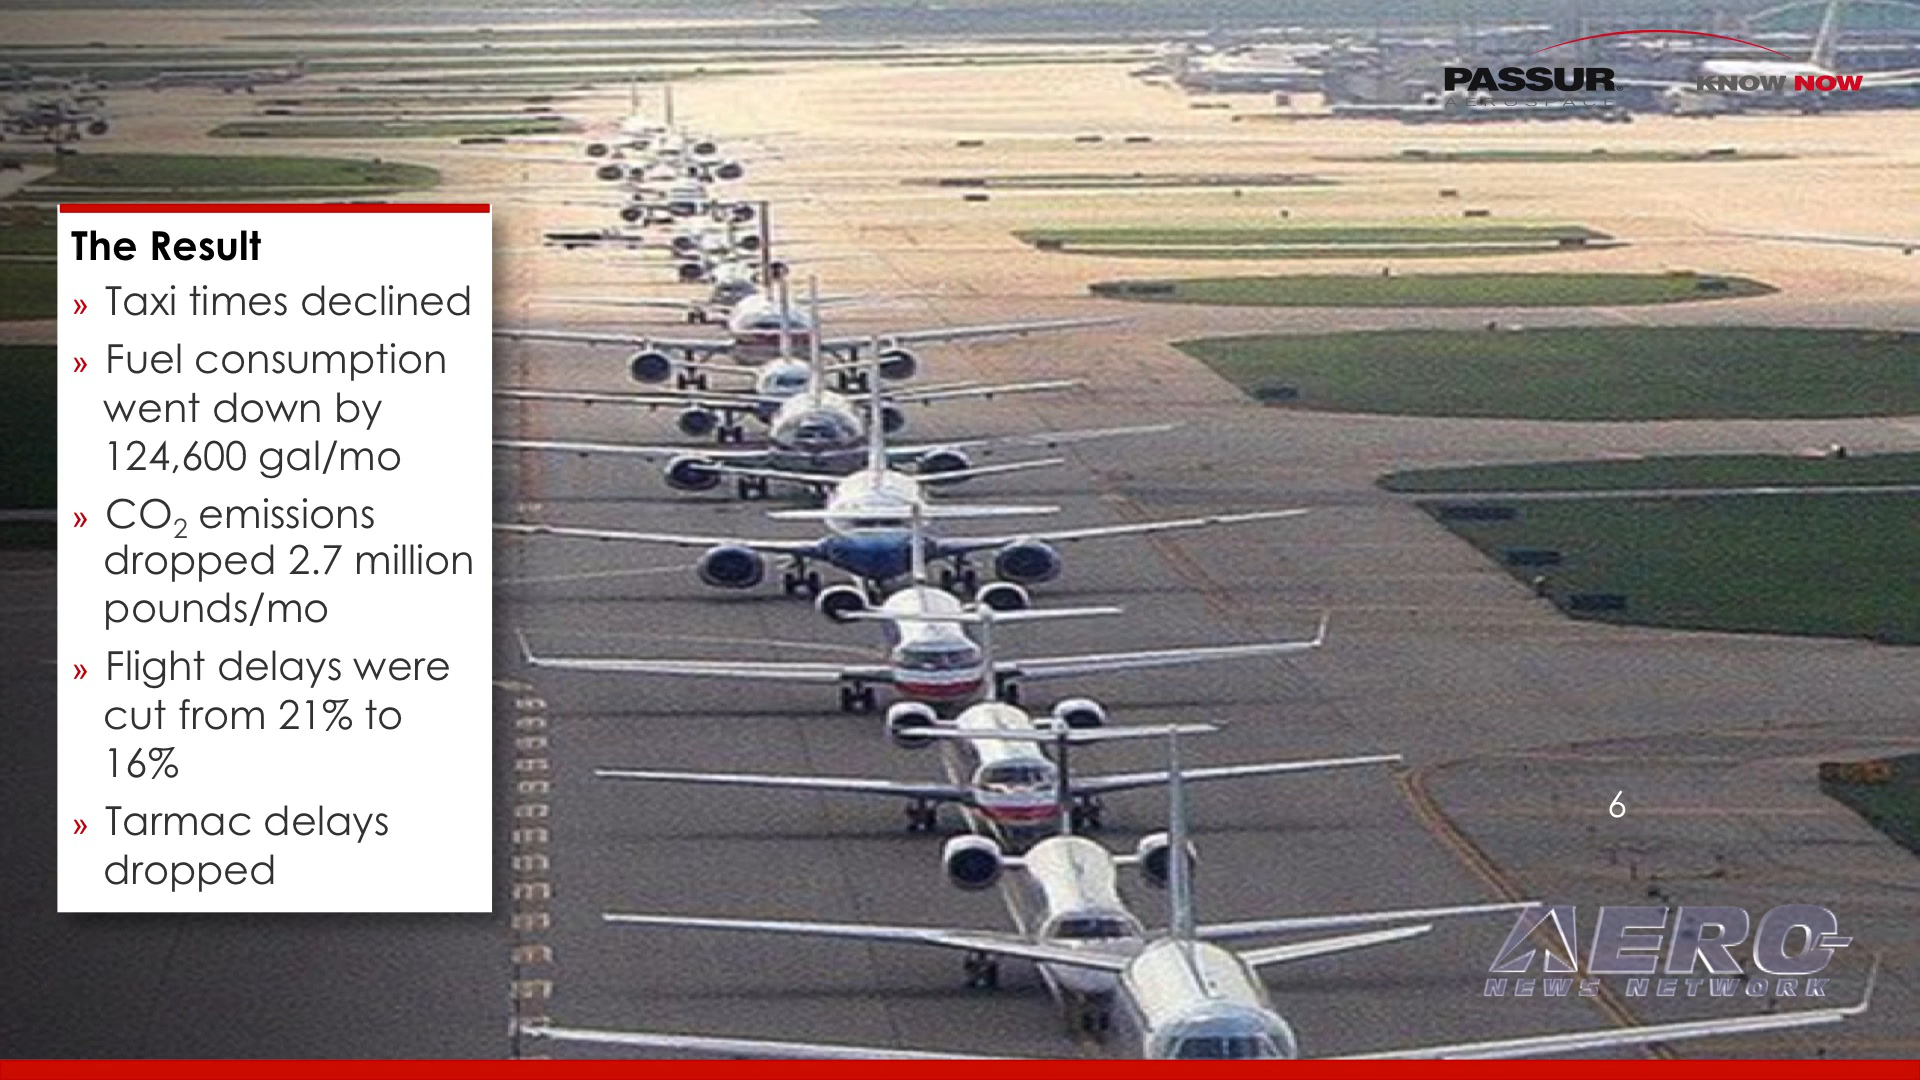 PASSUR
AEROSPACE
KNOW NOW
The Result
» Taxi times declined
» Fuel consumption
went down by
124,600 gal/mo
» CO₂ emissions
dropped 2.7 million
pounds/mo
» Flight delays were
cut from 21% to
16%
» Tarmac delays
dropped
6
AERO
NEWS NETWORK